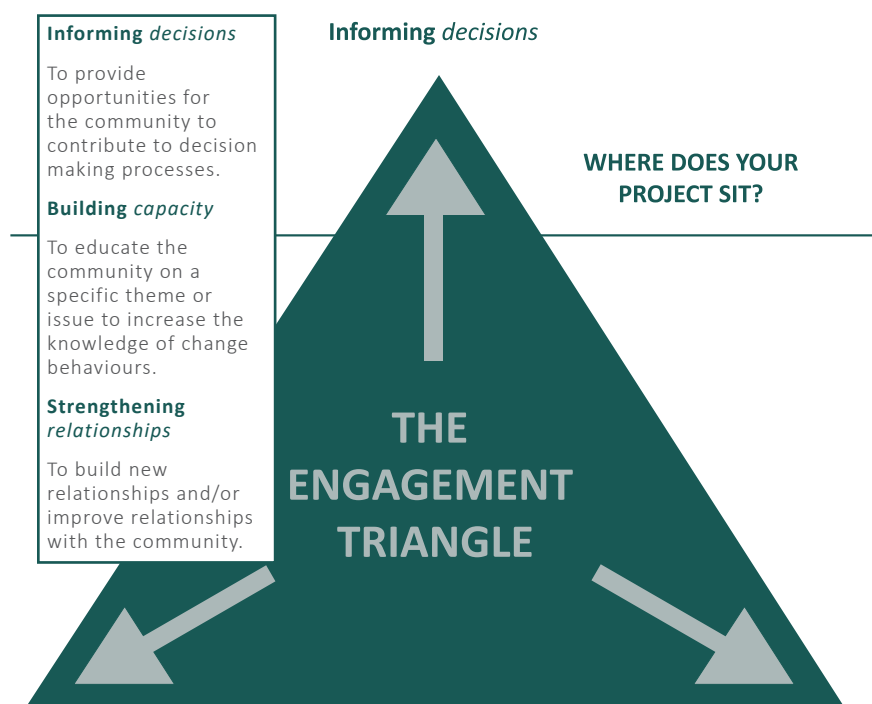 Informing decisions
To provide
opportunities for
the community to
contribute to decision
making processes.
Building capacity
To educate the
community on a
specific theme or
issue to increase the
knowledge of change
behaviours.
Strengthening
relationships
To build new
relationships and/or
improve relationships
with the community.
Informing decisions
WHERE DOES YOUR
PROJECT SIT?
THE
ENGAGEMENT
TRIANGLE